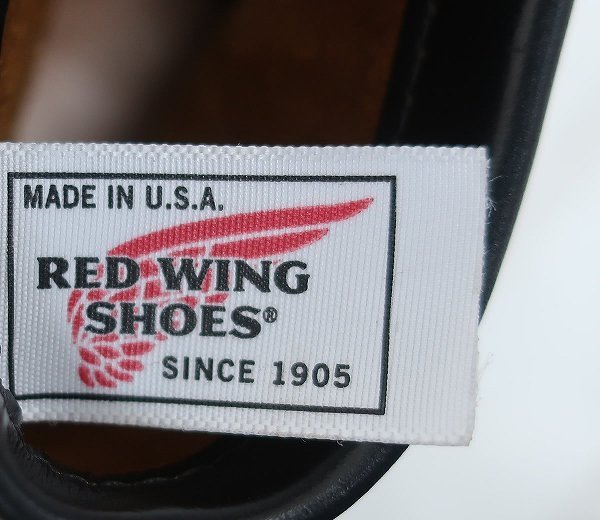 MADE IN U.S.A.
RED WING
SHOES®
SINCE 1905